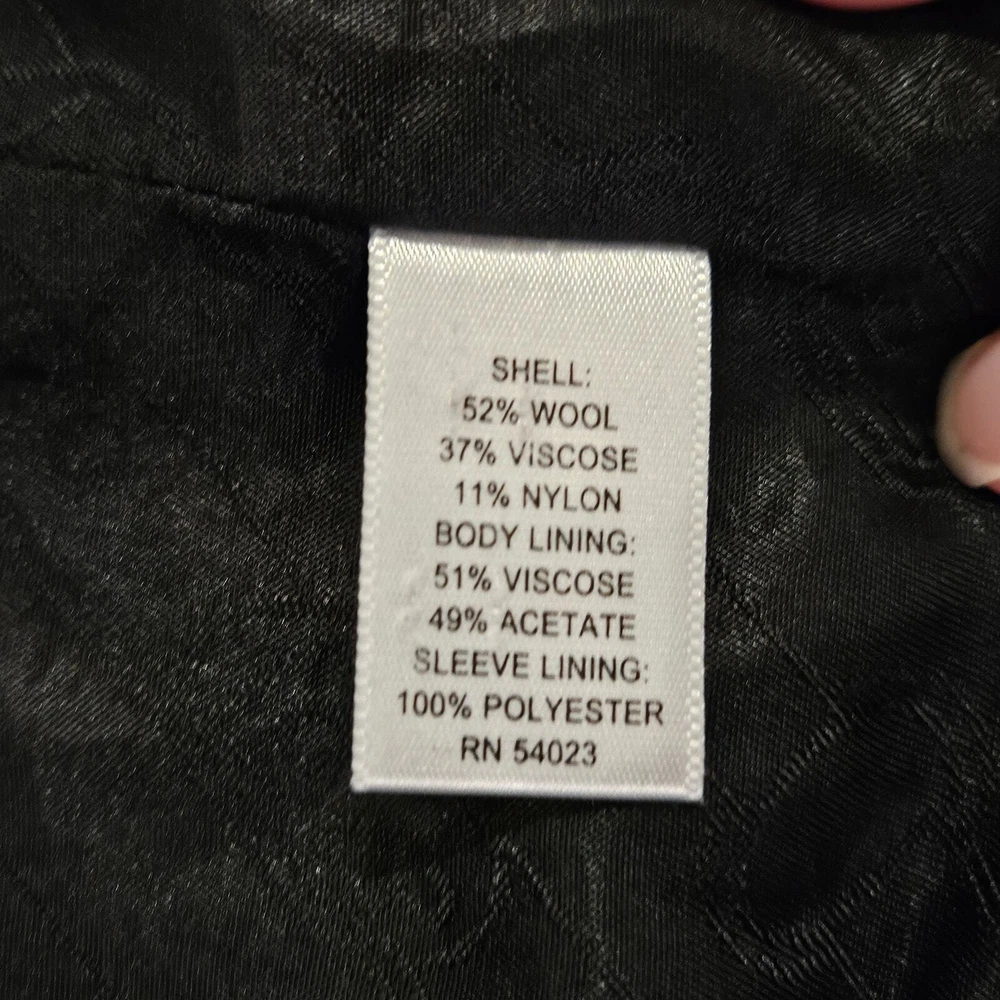 SHELL:
52% WOOL
37% VISCOSE
11% NYLON
BODY LINING:
51% VISCOSE
49% ACETATE
SLEEVE LINING:
100% POLYESTER
RN 54023